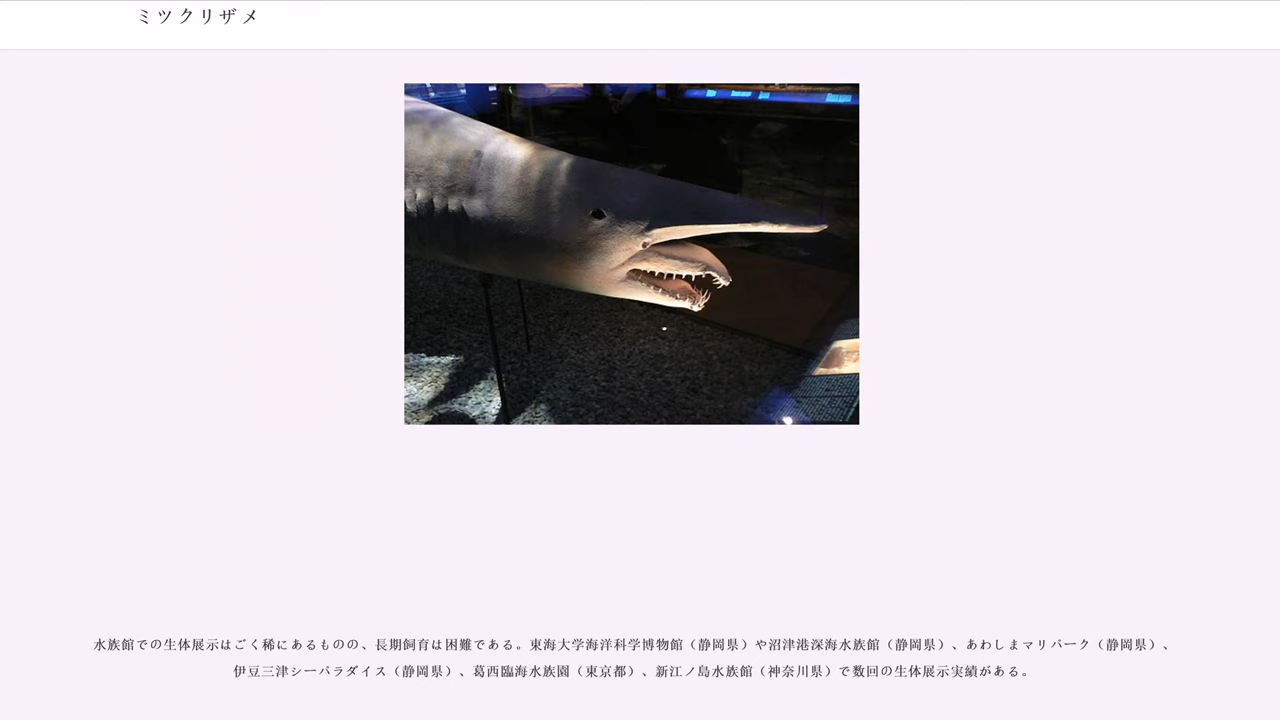 ミツクリザメ
水族館での生体展示はごく稀にあるものの、長期飼育は困難である。東海大学海洋科学博物館（静岡県）や沼津港深海水族館（静岡県）、あわしまマリパーク（静岡県）、
伊豆三津シーパラダイス（静岡県）、葛西臨海水族園（東京都）、新江ノ島水族館（神奈川県）で数回の生体展示実績がある。